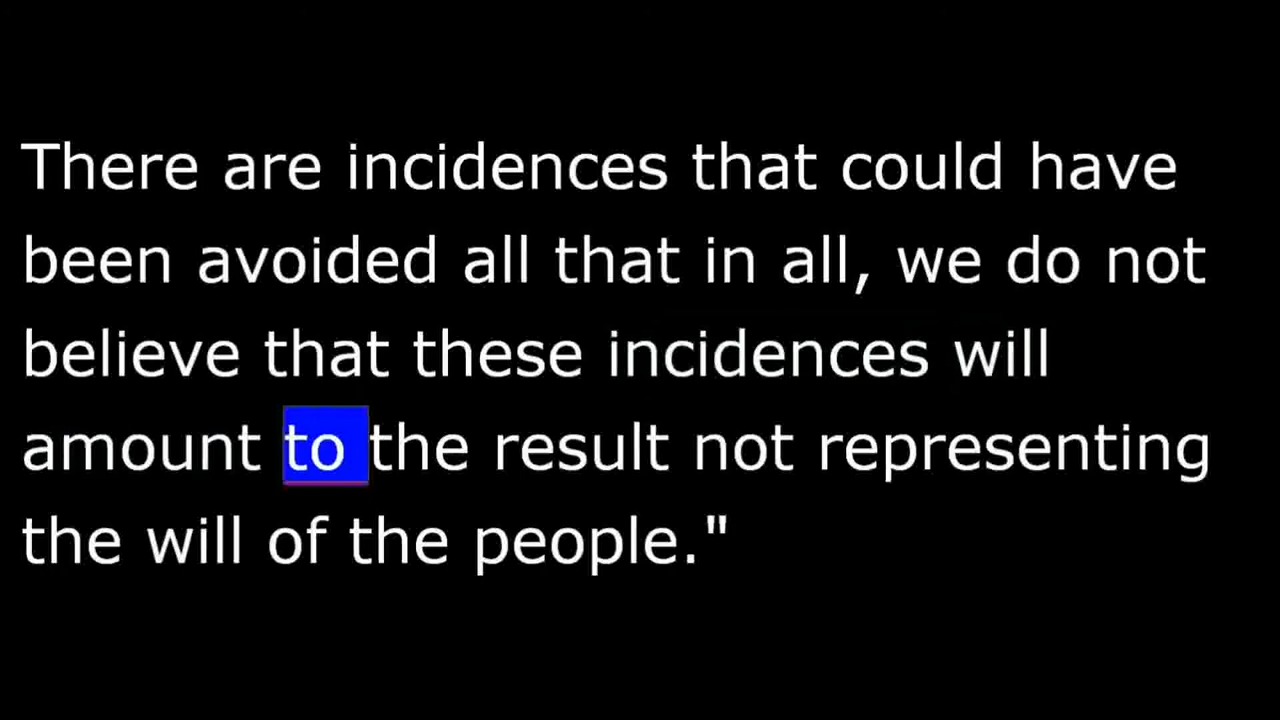 There are incidences that could have
been avoided all that in all, we do not
believe that these incidences will
amount to the result not representing
the will of the people."